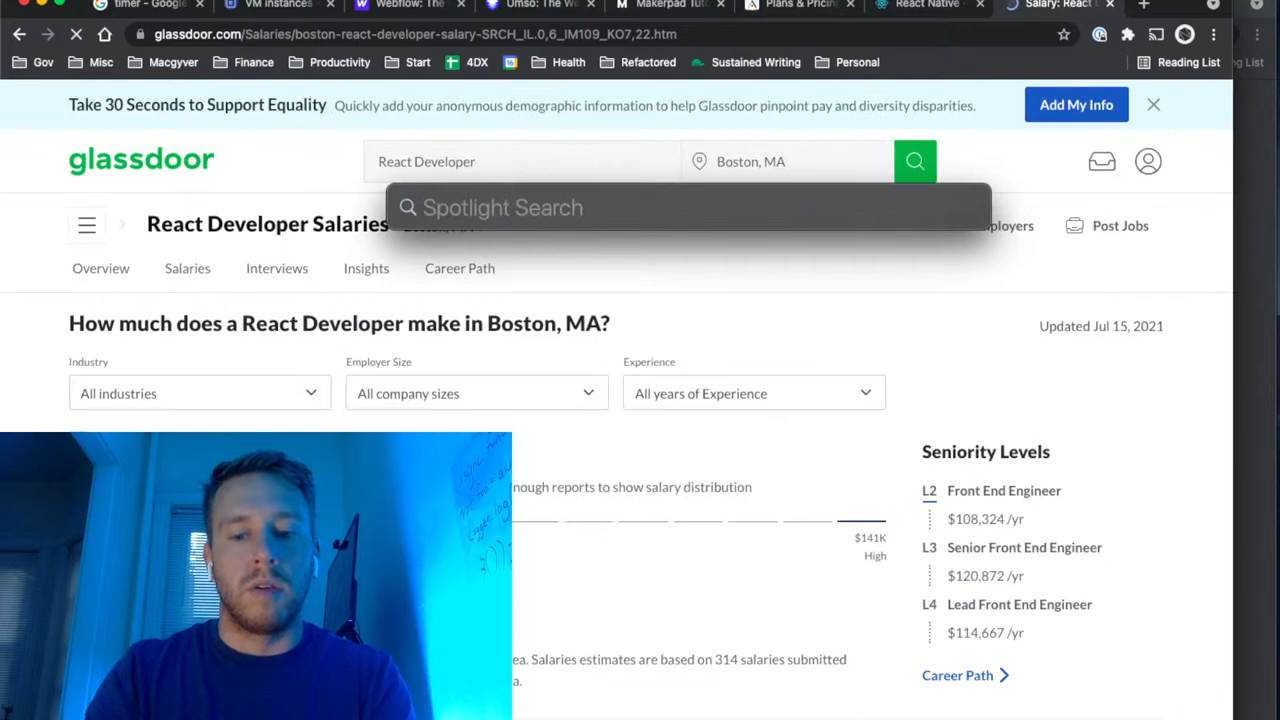 timer - Google
VM instances -
Webflow: The
Umso: The We
Makerpad Tut
Plans & Pricing
React Native -
Salary: React
glassdoor.com/Salaries/boston-react-developer-salary-SRCH_IL.0,6_IM109_KO7,22.htm
Gov
Misc
Macgyver
Finance
Productivity
Start
4DX
Health
Refactored
Sustained Writing
Personal
Reading List
ing List
Take 30 Seconds to Support Equality
Quickly add your anonymous demographic information to help Glassdoor pinpoint pay and diversity disparities.
Add My Info
glassdoor
React Developer
Boston, MA
Spotlight Search
React Developer Salaries
ployers
Post Jobs
Overview
Salaries
Interviews
Insights
Career Path
How much does a React Developer make in Boston, MA?
Updated Jul 15, 2021
Industry
Employer Size
Experience
All industries
All company sizes
All years of Experience
nough reports to show salary distribution
$141K
High
ea. Salaries estimates are based on 314 salaries submitted
a.
Seniority Levels
L2 Front End Engineer
$108,324 /yr
L3 Senior Front End Engineer
$120,872 /yr
L4 Lead Front End Engineer
$114,667 /yr
Career Path